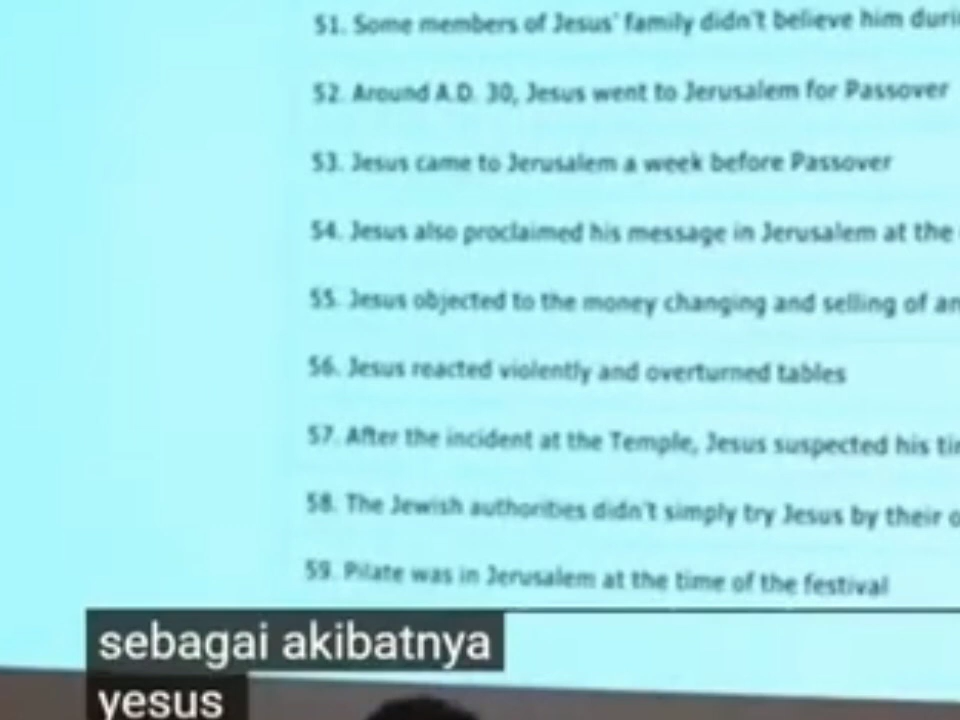 51. Some members of Jesus' family didn't believe him
52. Around A.D. 30, Jesus went to Jerusalem for Passover
53. Jesus came to Jerusalem a week before Passover
54. Jesus also proclaimed his message in Jerusalem at the
55. Jesus objected to the money changing and selling of
56. Jesus reacted violently and overturned tables
57. After the incident at the Temple, Jesus suspected his
58. The Jewish authorities didn't simply try Jesus by their
59. Pilate was in Jerusalem at the time of the festival
sebagai akibatnya
yesus